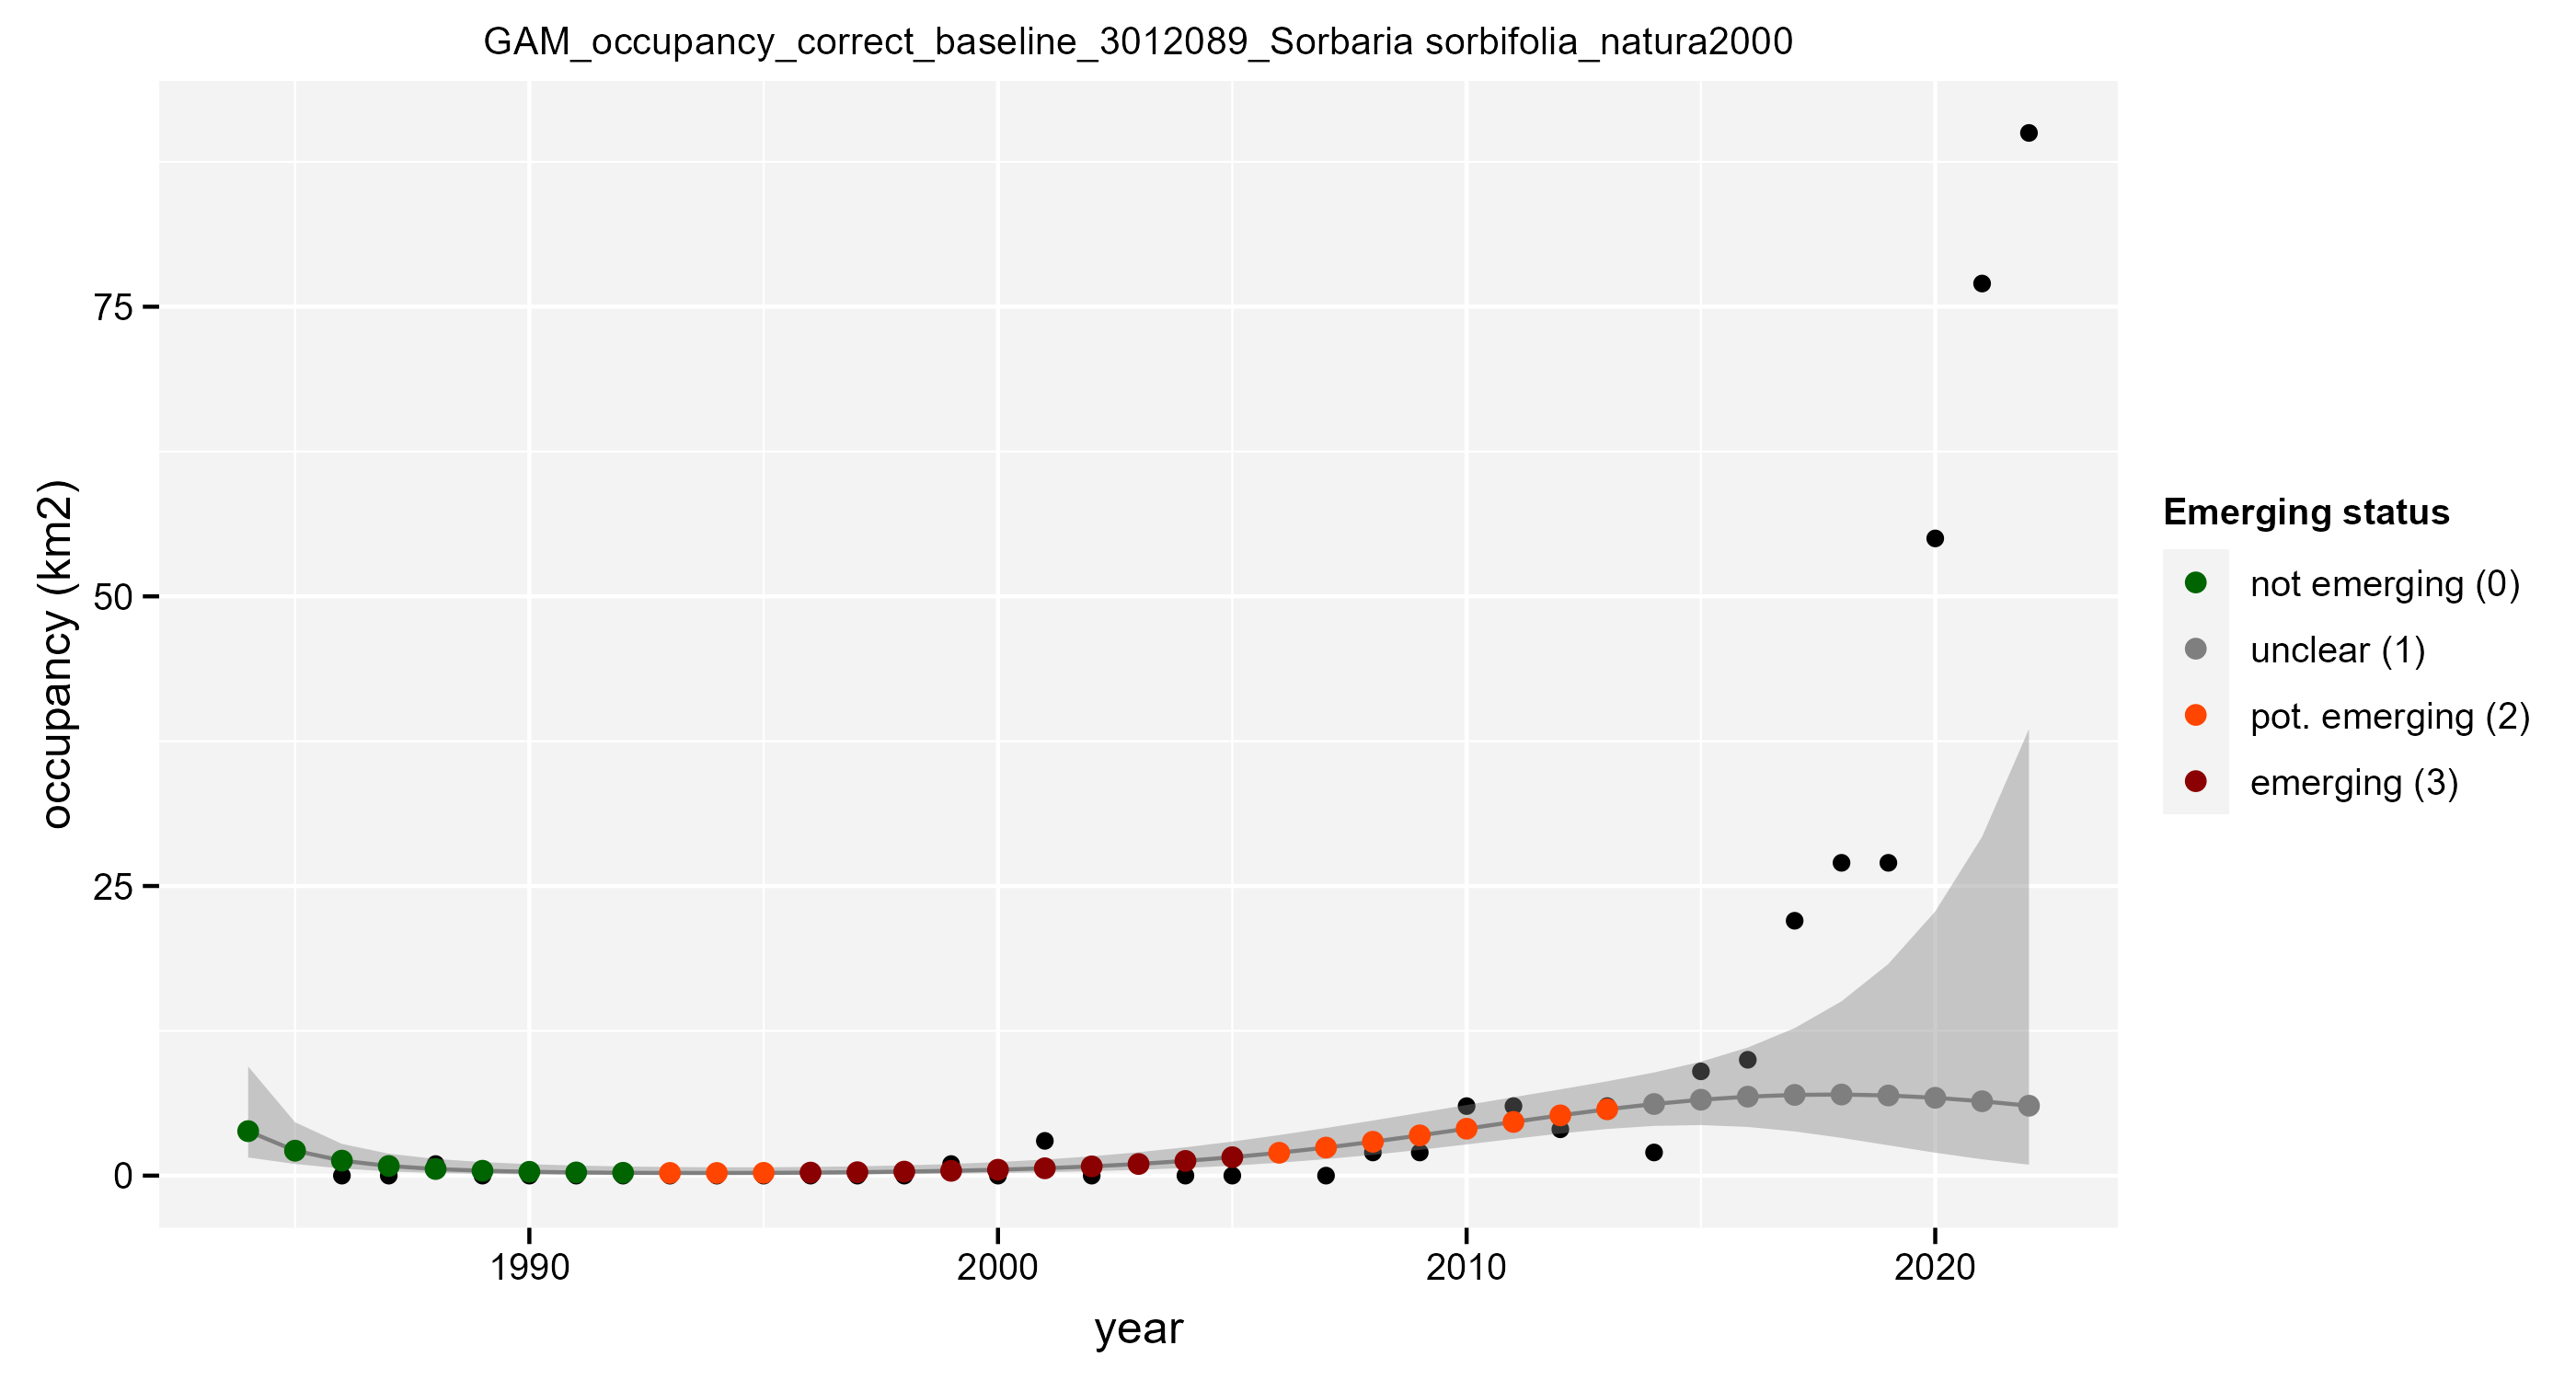 GAM_occupancy_correct_baseline_3012089_Sorbaria sorbifolia_natura2000
occupancy (km2)
75
50
25
0
1990
2000
2010
2020
year
Emerging status
not emerging (0)
unclear (1)
pot. emerging (2)
emerging (3)